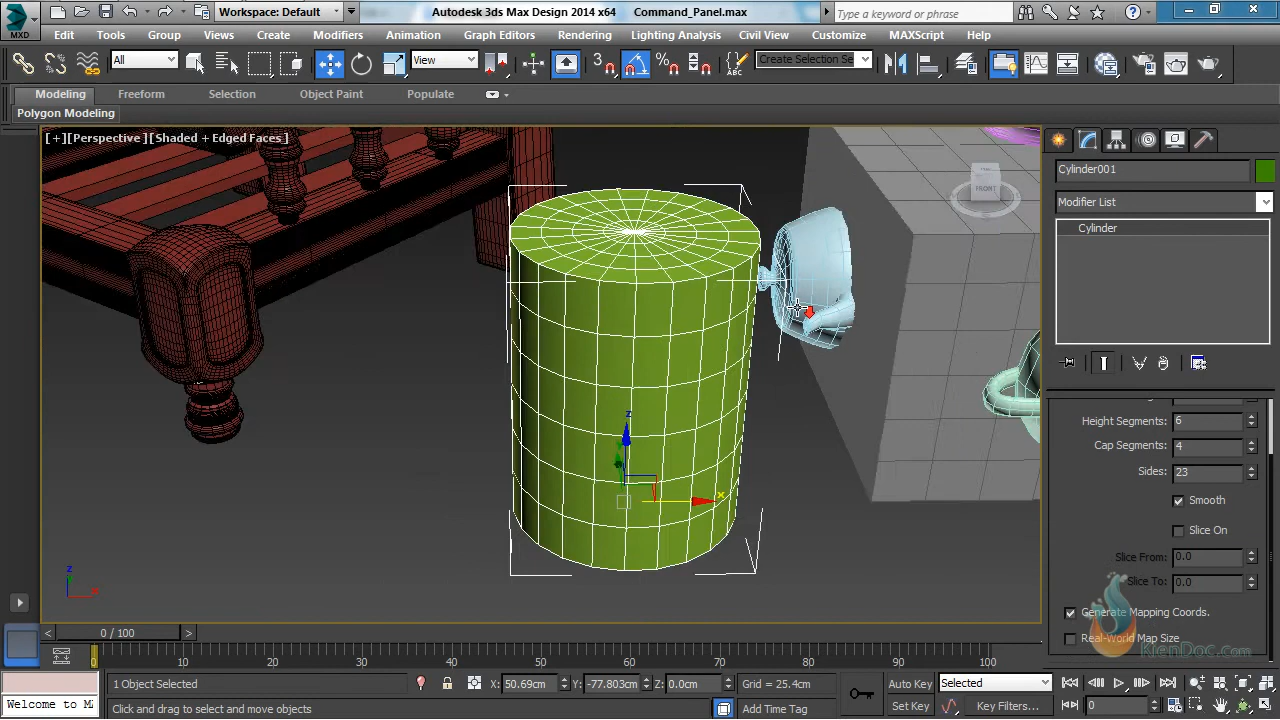 Workspace: Default
Autodesk 3ds Max Design 2014 x64
Command_Panel.max
Type a keyword or phrase
MXD
Edit
Tools
Group
Views
Create
Modifiers
Animation
Graph Editors
Rendering
Lighting Analysis
Civil View
Customize
MAXScript
Help
All
View
3
Create Selection Se
Modeling
Freeform
Selection
Object Paint
Populate
Polygon Modeling
[+][Perspective][Shaded + Edged Faces]
FRONT
z
x
z
Cylinder001
Modifier List
Cylinder
Height Segments: 6
Cap Segments: 4
Sides: 23
Smooth
Slice On
Slice From: 0.0
Slice To: 0.0
Generate Mapping Coords.
Real-World Map Size
KienDoc.com
0 / 100
0 10 20 30 40 50 60 70 80 90 100
1 Object Selected
X: 50.69cm
Y: -77.803cm
Z: 0.0cm
Grid = 25.4cm
Auto Key
Selected
Welcome to M
Click and drag to select and move objects
Add Time Tag
Set Key
Key Filters...
0